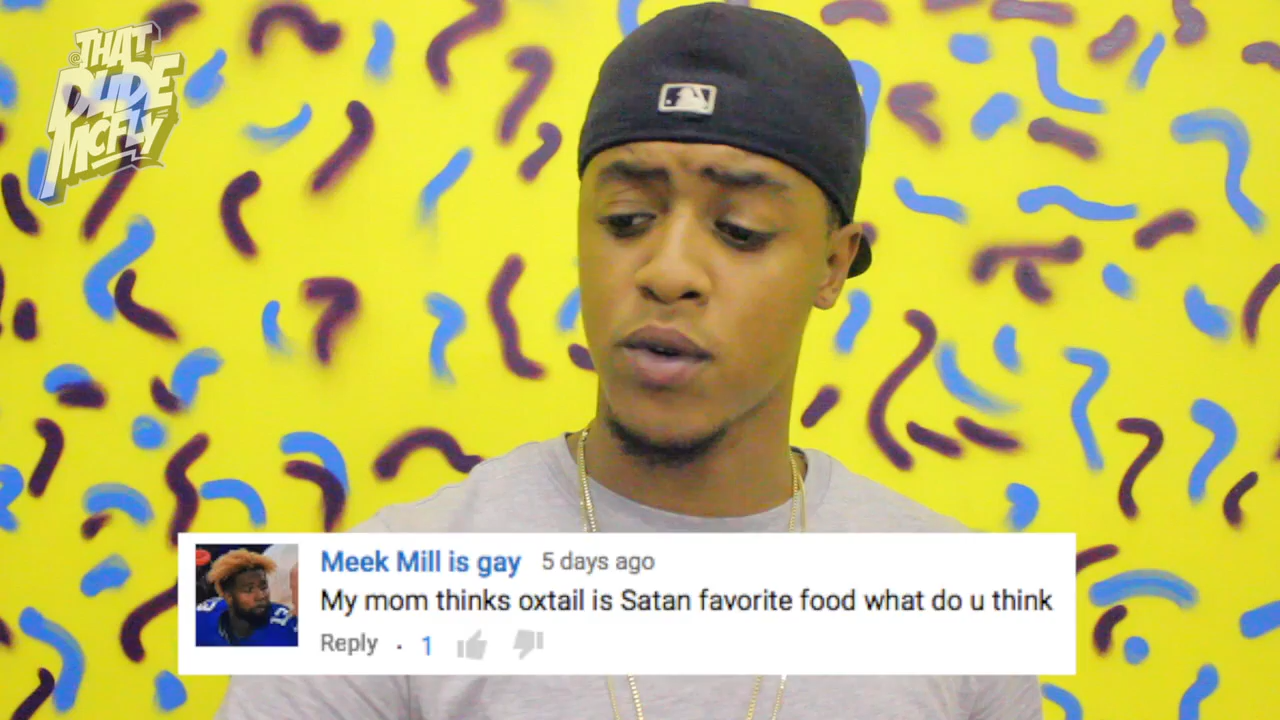 @THAT
DUDE
MCFLY
Meek Mill is gay 5 days ago
My mom thinks oxtail is Satan favorite food what do u think
Reply · 1